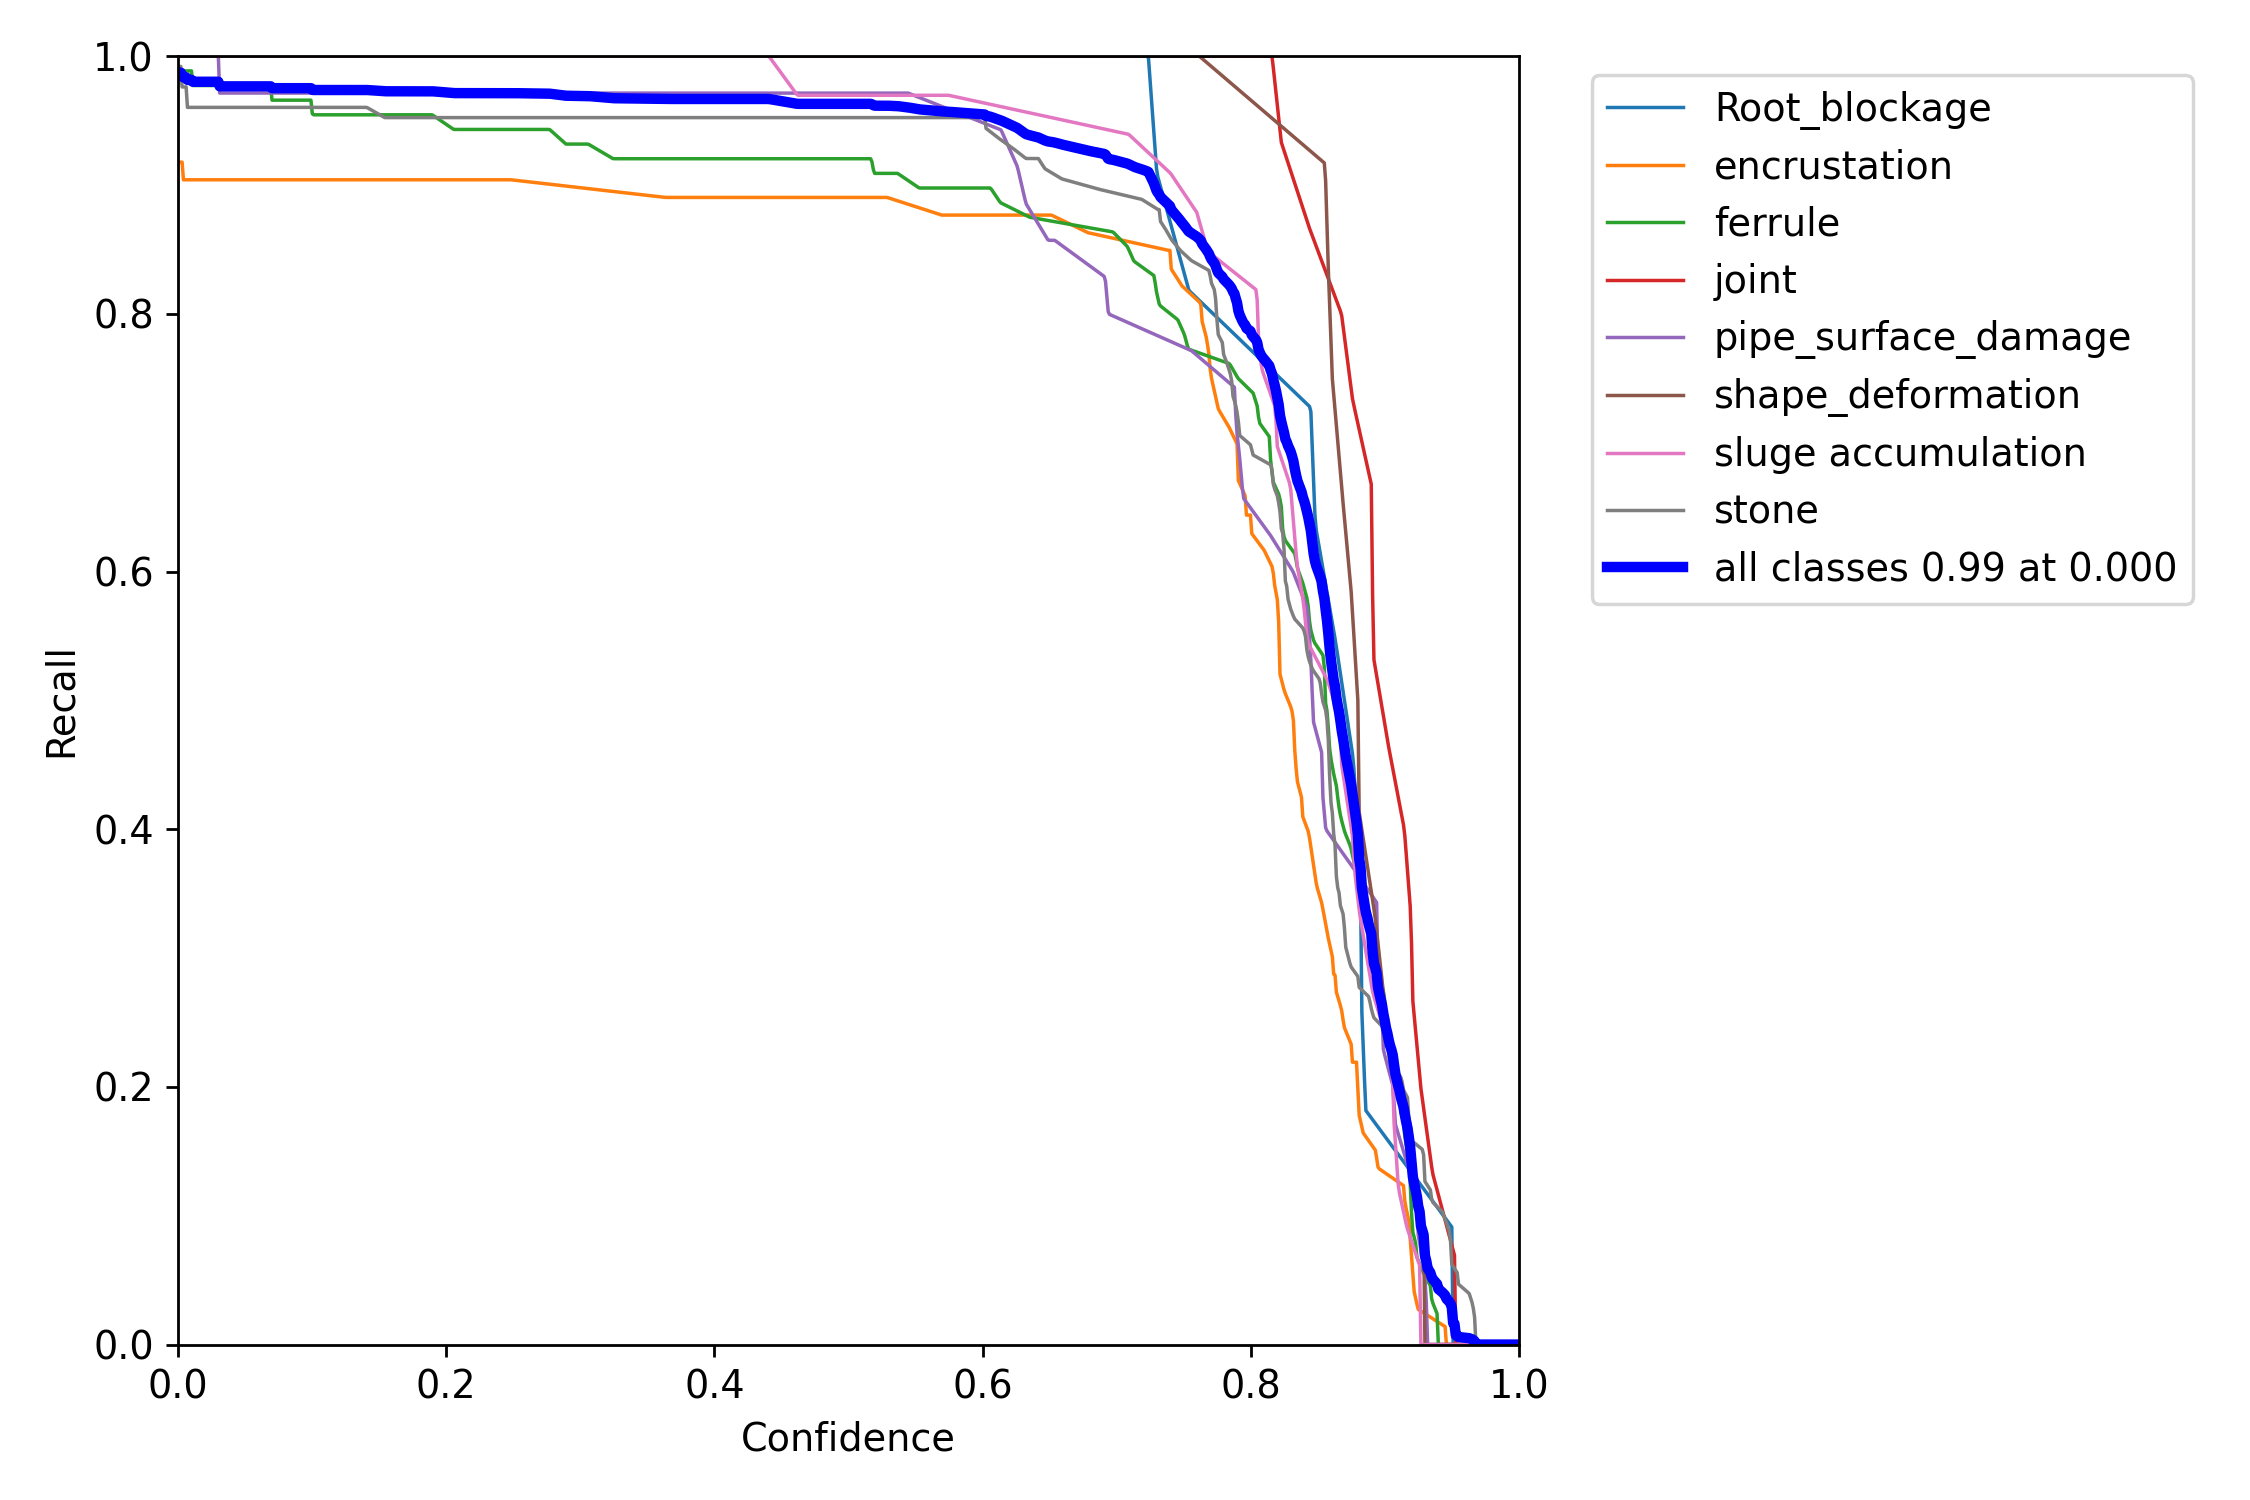 1.0
0.8
0.6
0.4
0.2
0.0
Recall
0.0 0.2 0.4 0.6 0.8 1.0
Confidence
Root_blockage
encrustation
ferrule
joint
pipe_surface_damage
shape_deformation
sluge accumulation
stone
all classes 0.99 at 0.000